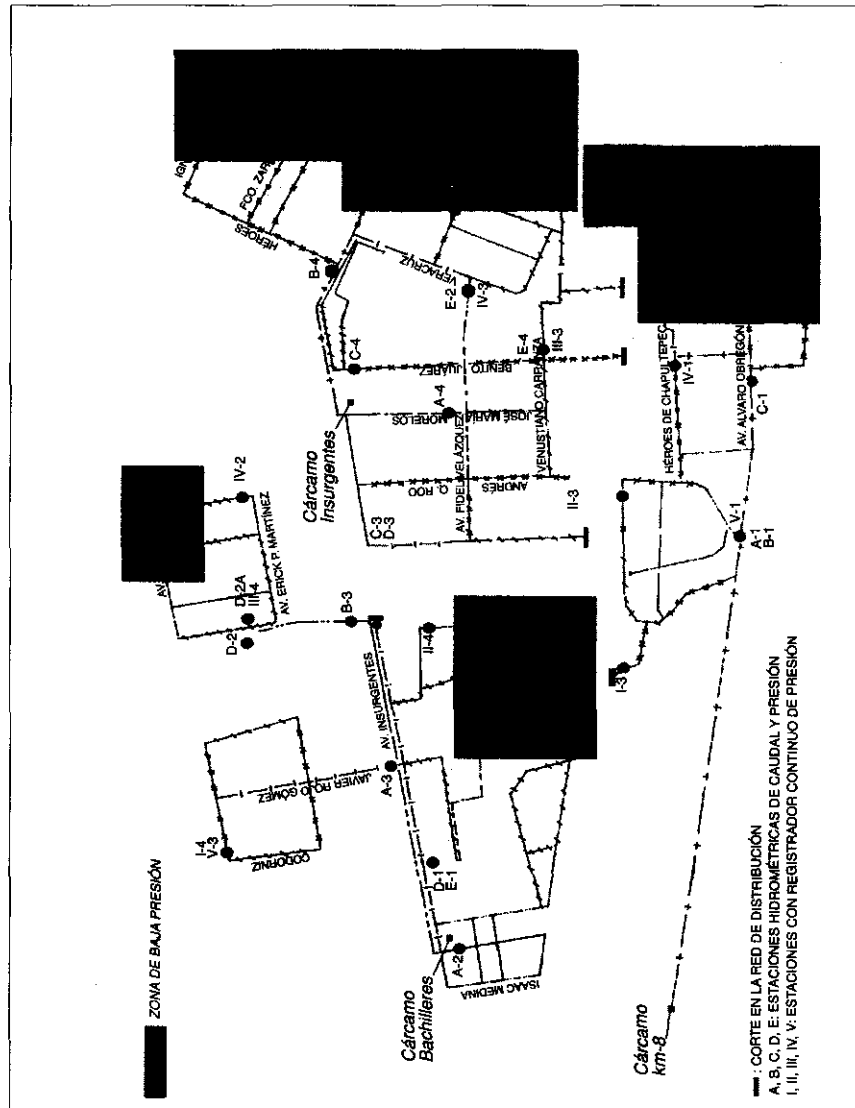 ZONA DE BAJA PRESIÓN
IGN
FCO. ZAR
HÉROES
B-4
VERACRUZ
E-2
IV-3
C-4
BENITO JUÁREZ
E-4
III-3
Cárcamo
Insurgentes
A-4
JOSÉ MARÍA
MORELOS
AV. FIDEL VELÁZQUEZ
VENUSTIANO CARRANZA
ANDRÉS
Q. ROO
II-3
C-3
D-3
HÉROES DE CHAPULTEPEC
IV-1
AV. ALVARO OBREGÓN
C-1
IV-2
AV.
AV. ERICK P. MARTÍNEZ
D-2A
III-4
D-2
B-3
II-4
AV. INSURGENTES
V-1
A-1
B-1
I-3
JAVIER ROJO GÓMEZ
A-3
I-4
V-3
CODORNIZ
D-1
E-1
Cárcamo
Bachilleres
A-2
ISAAC MEDINA
Cárcamo
km-8
: CORTE EN LA RED DE DISTRIBUCIÓN
A, B, C, D, E: ESTACIONES HIDROMÉTRICAS DE CAUDAL Y PRESIÓN
I, II, III, IV, V: ESTACIONES CON REGISTRADOR CONTINUO DE PRESIÓN